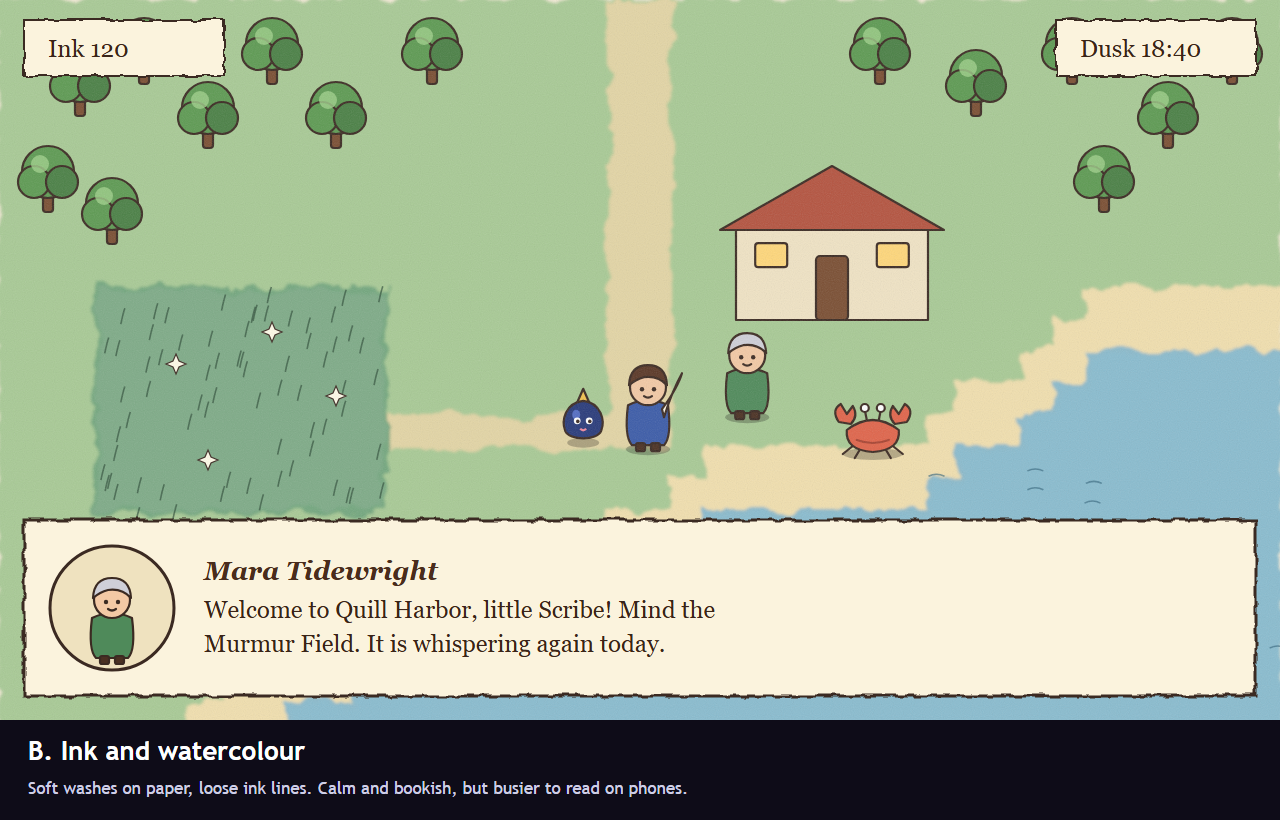 Ink 120
Dusk 18:40
Mara Tidewright
Welcome to Quill Harbor, little Scribe! Mind the
Murmur Field. It is whispering again today.
B. Ink and watercolour
Soft washes on paper, loose ink lines. Calm and bookish, but busier to read on phones.